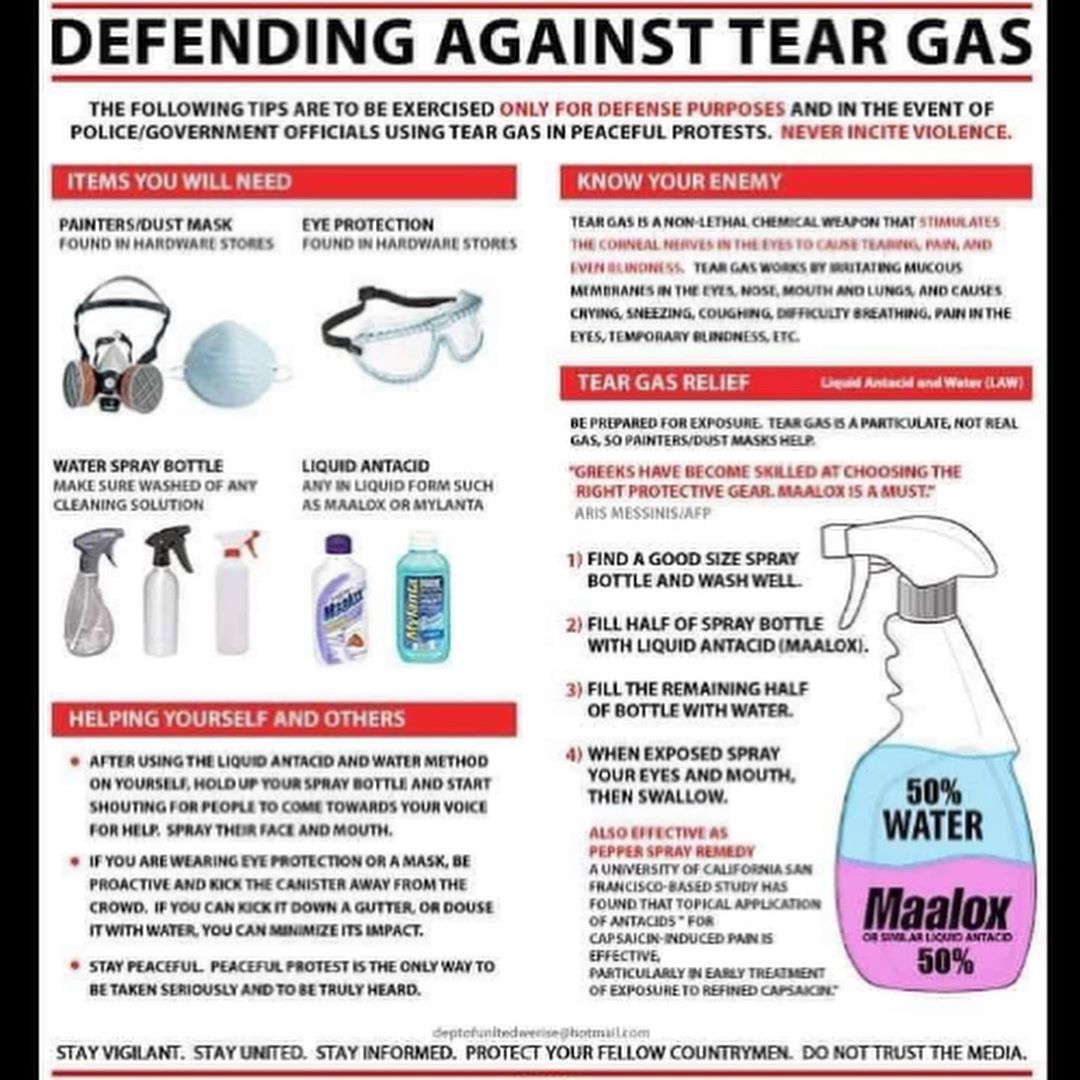 DEFENDING AGAINST TEAR GAS
THE FOLLOWING TIPS ARE TO BE EXERCISED ONLY FOR DEFENSE PURPOSES AND IN THE EVENT OF
POLICE/GOVERNMENT OFFICIALS USING TEAR GAS IN PEACEFUL PROTESTS. NEVER INCITE VIOLENCE.
ITEMS YOU WILL NEED
PAINTERS/DUST MASK
FOUND IN HARDWARE STORES
EYE PROTECTION
FOUND IN HARDWARE STORES
WATER SPRAY BOTTLE
MAKE SURE WASHED OF ANY
CLEANING SOLUTION
LIQUID ANTACID
ANY IN LIQUID FORM SUCH
AS MAALOX OR MYLANTA
Maalox
Mylanta
HELPING YOURSELF AND OTHERS
• AFTER USING THE LIQUID ANTACID AND WATER METHOD
ON YOURSELF, HOLD UP YOUR SPRAY BOTTLE AND START
SHOUTING FOR PEOPLE TO COME TOWARDS YOUR VOICE
FOR HELP. SPRAY THEIR FACE AND MOUTH.
• IF YOU ARE WEARING EYE PROTECTION OR A MASK, BE
PROACTIVE AND KICK THE CANISTER AWAY FROM THE
CROWD. IF YOU CAN KICK IT DOWN A GUTTER, OR DOUSE
IT WITH WATER, YOU CAN MINIMIZE ITS IMPACT.
• STAY PEACEFUL. PEACEFUL PROTEST IS THE ONLY WAY TO
BE TAKEN SERIOUSLY AND TO BE TRULY HEARD.
KNOW YOUR ENEMY
TEAR GAS IS A NON-LETHAL CHEMICAL WEAPON THAT STIMULATES
THE CORNEAL NERVES IN THE EYES TO CAUSE TEARING, PAIN, AND
EVEN BLINDNESS. TEAR GAS WORKS BY IRRITATING MUCOUS
MEMBRANES IN THE EYES, NOSE, MOUTH AND LUNGS, AND CAUSES
CRYING, SNEEZING, COUGHING, DIFFICULTY BREATHING, PAIN IN THE
EYES, TEMPORARY BLINDNESS, ETC.
TEAR GAS RELIEF Liquid Antacid and Water (LAW)
BE PREPARED FOR EXPOSURE. TEAR GAS IS A PARTICULATE, NOT REAL
GAS, SO PAINTERS/DUST MASKS HELP.
"GREEKS HAVE BECOME SKILLED AT CHOOSING THE
RIGHT PROTECTIVE GEAR. MAALOX IS A MUST."
ARIS MESSINIS/AFP
1) FIND A GOOD SIZE SPRAY
BOTTLE AND WASH WELL.
2) FILL HALF OF SPRAY BOTTLE
WITH LIQUID ANTACID (MAALOX).
3) FILL THE REMAINING HALF
OF BOTTLE WITH WATER.
4) WHEN EXPOSED SPRAY
YOUR EYES AND MOUTH,
THEN SWALLOW.
ALSO EFFECTIVE AS
PEPPER SPRAY REMEDY
A UNIVERSITY OF CALIFORNIA SAN
FRANCISCO-BASED STUDY HAS
FOUND THAT TOPICAL APPLICATION
OF ANTACIDS " FOR
CAPSAICIN-INDUCED PAIN IS
EFFECTIVE,
PARTICULARLY IN EARLY TREATMENT
OF EXPOSURE TO REFINED CAPSAICIN."
50%
WATER
Maalox
OR SIMILAR LIQUID ANTACID
50%
deptofunitedwerise@hotmail.com
STAY VIGILANT. STAY UNITED. STAY INFORMED. PROTECT YOUR FELLOW COUNTRYMEN. DO NOT TRUST THE MEDIA.